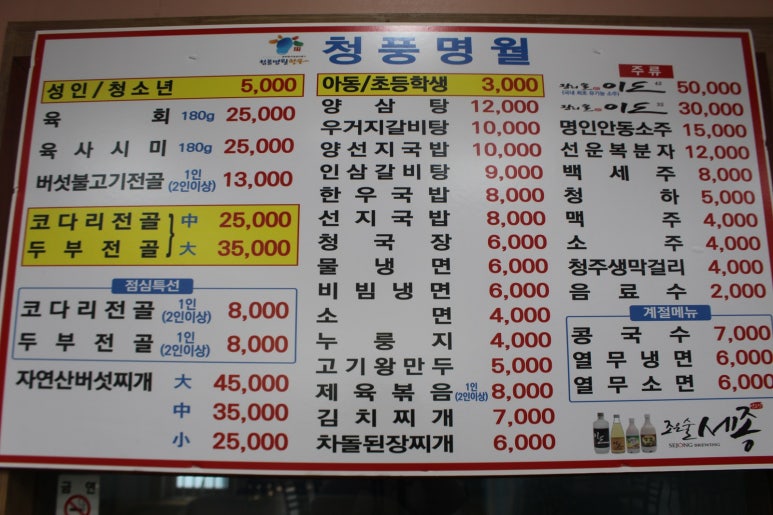 청풍명월
성인/청소년 5,000
육 회 180g 25,000
육 사 시 미 180g 25,000
버섯불고기전골 1인 (2인이상) 13,000
코다리전골 中 25,000
두부전골 大 35,000
점심특선
코다리전골 1인 (2인이상) 8,000
두부전골 1인 (2인이상) 8,000
자연산버섯찌개 大 45,000
中 35,000
小 25,000
아동/초등학생 3,000
양 삼 탕 12,000
우거지갈비탕 10,000
양선지국밥 10,000
인삼갈비탕 9,000
한우국밥 8,000
선지국밥 8,000
청 국 장 6,000
물 냉 면 6,000
비빔냉면 6,000
소 면 4,000
누 룽 지 4,000
고기왕만두 5,000
제육볶음 1인 (2인이상) 8,000
김치찌개 7,000
차돌된장찌개 6,000
주 류
이도 42 50,000
이도 30,000
명인안동소주 15,000
선운복분자 12,000
백 세 주 8,000
청 하 5,000
맥 주 4,000
소 주 4,000
청주생막걸리 4,000
음 료 수 2,000
계절메뉴
콩 국 수 7,000
열무냉면 6,000
열무소면 6,000
조은술 세종
SEJONG BREWING
금 연